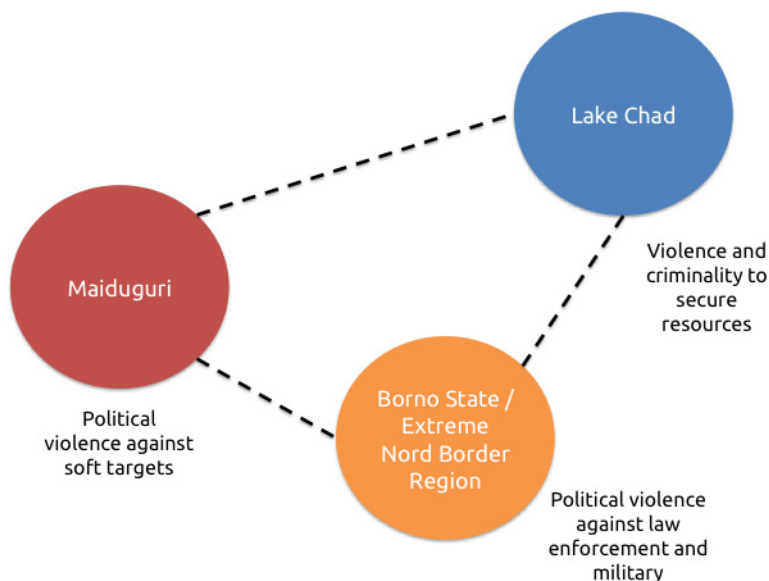 Lake Chad
Violence and
criminality to
secure
resources
Maiduguri
Political
violence against
soft targets
Borno State /
Extreme
Nord Border
Region
Political violence
against law
enforcement and
military